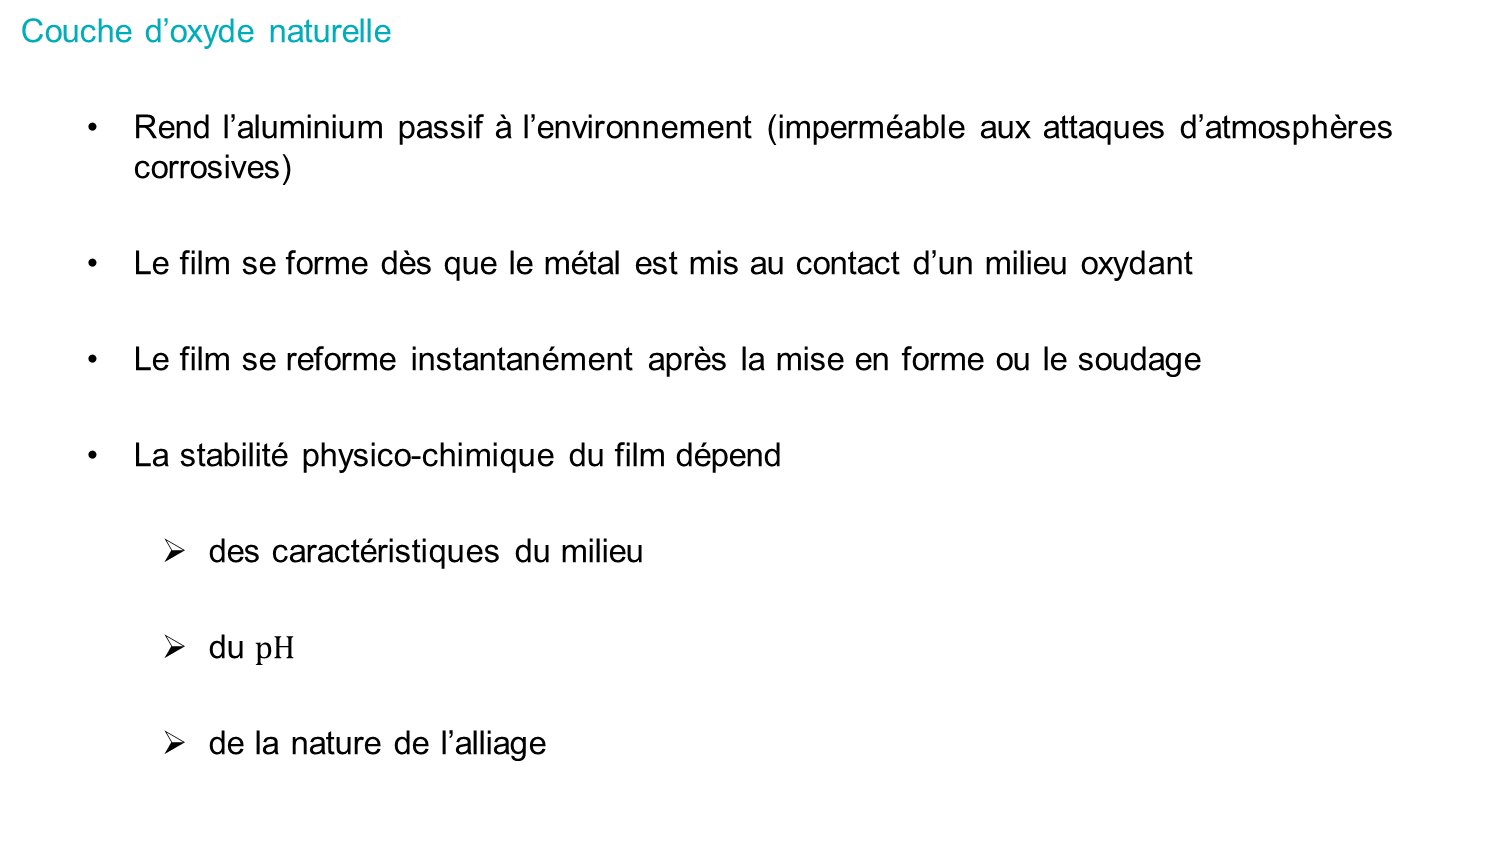 Couche d’oxyde naturelle
• Rend l’aluminium passif à l’environnement (imperméable aux attaques d’atmosphères
corrosives)
• Le film se forme dès que le métal est mis au contact d’un milieu oxydant
• Le film se reforme instantanément après la mise en forme ou le soudage
• La stabilité physico-chimique du film dépend
➢ des caractéristiques du milieu
➢ du pH
➢ de la nature de l’alliage